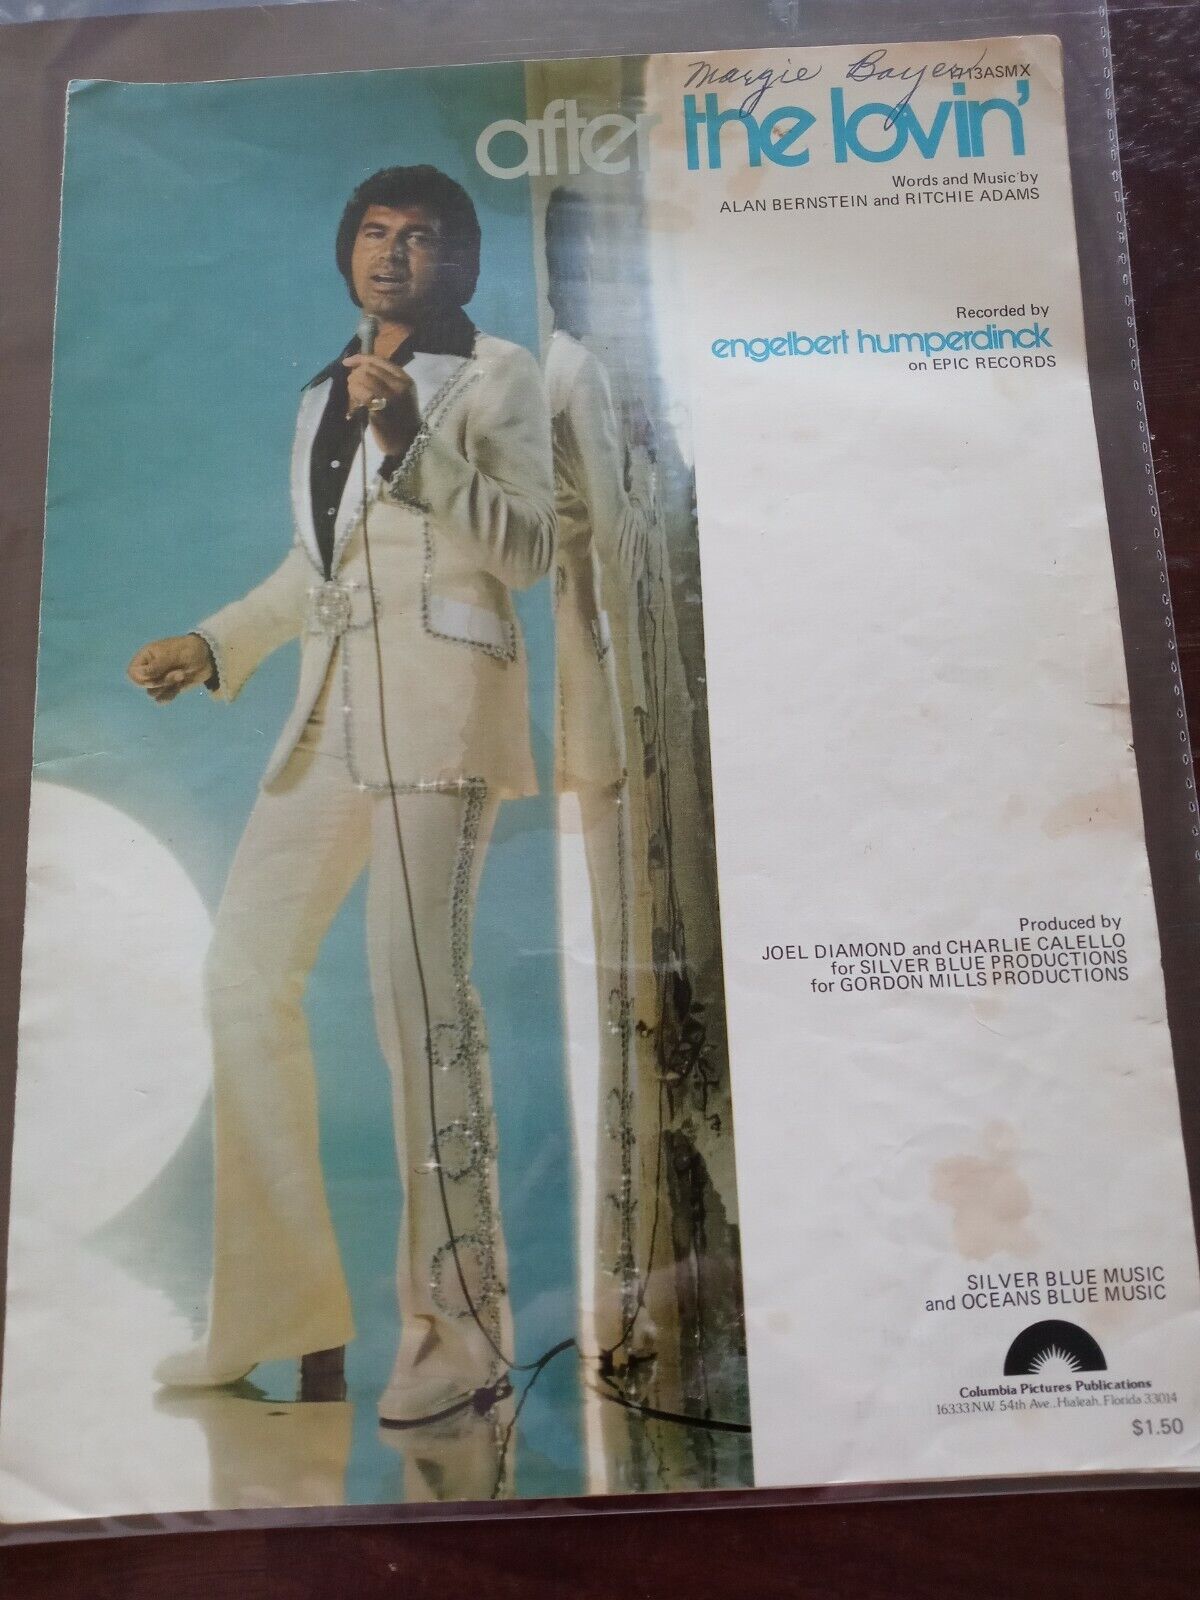 Margie Bayer
1713ASMX
after the lovin'
Words and Music by
ALAN BERNSTEIN and RITCHIE ADAMS
Recorded by
engelbert humperdinck
on EPIC RECORDS
Produced by
JOEL DIAMOND and CHARLIE CALELLO
for SILVER BLUE PRODUCTIONS
for GORDON MILLS PRODUCTIONS
SILVER BLUE MUSIC
and OCEANS BLUE MUSIC
Columbia Pictures Publications
16333 N.W. 54th Ave., Hialeah, Florida 33014
$1.50